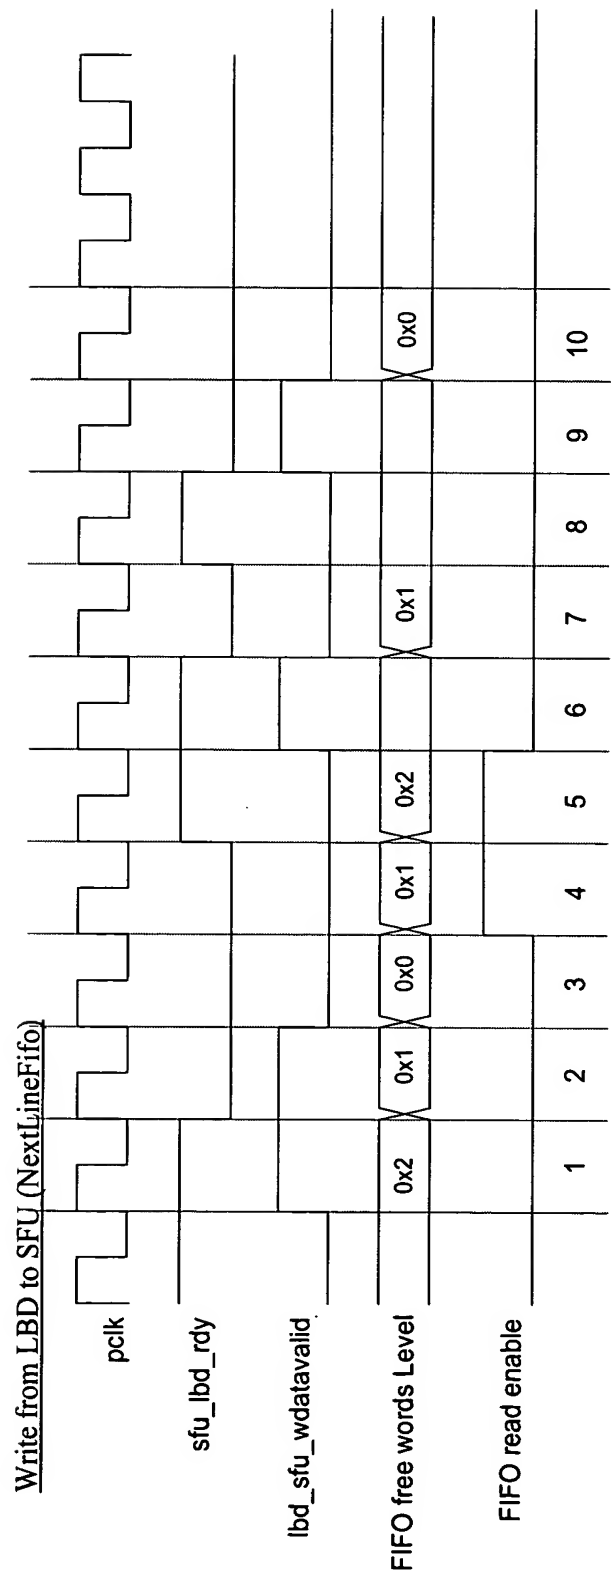 Write from LBD to SFU (NextLineFifo)
pclk
sfu_lbd_rdy
lbd_sfu_wdatavalid
FIFO free words Level
0x2 0x1 0x0 0x1 0x2 0x1 0x0
FIFO read enable
1 2 3 4 5 6 7 8 9 10